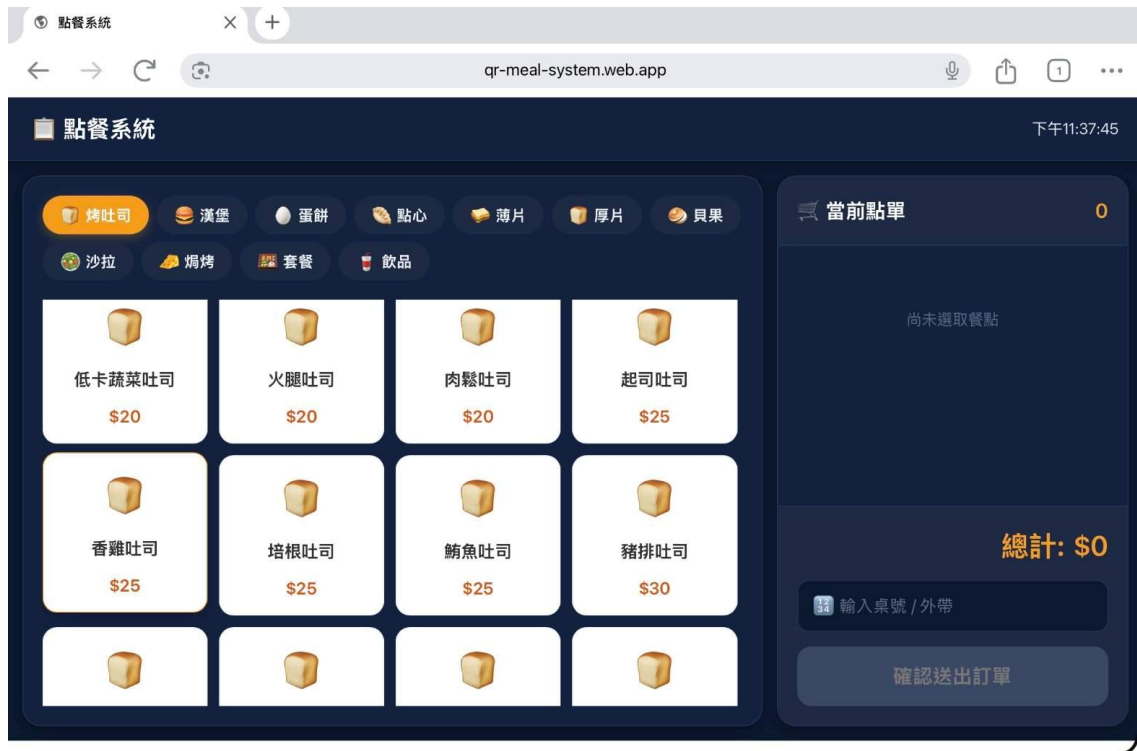 點餐系統
qr-meal-system.web.app
1
點餐系統
下午11:37:45
烤吐司 漢堡 蛋餅 點心 薄片 厚片 貝果
沙拉 焗烤 套餐 飲品
低卡蔬菜吐司 火腿吐司 肉鬆吐司 起司吐司
$20 $20 $20 $25
香雞吐司 培根吐司 鮪魚吐司 豬排吐司
$25 $25 $25 $30
當前點單 0
尚未選取餐點
總計: $0
1234 輸入桌號 / 外帶
確認送出訂單